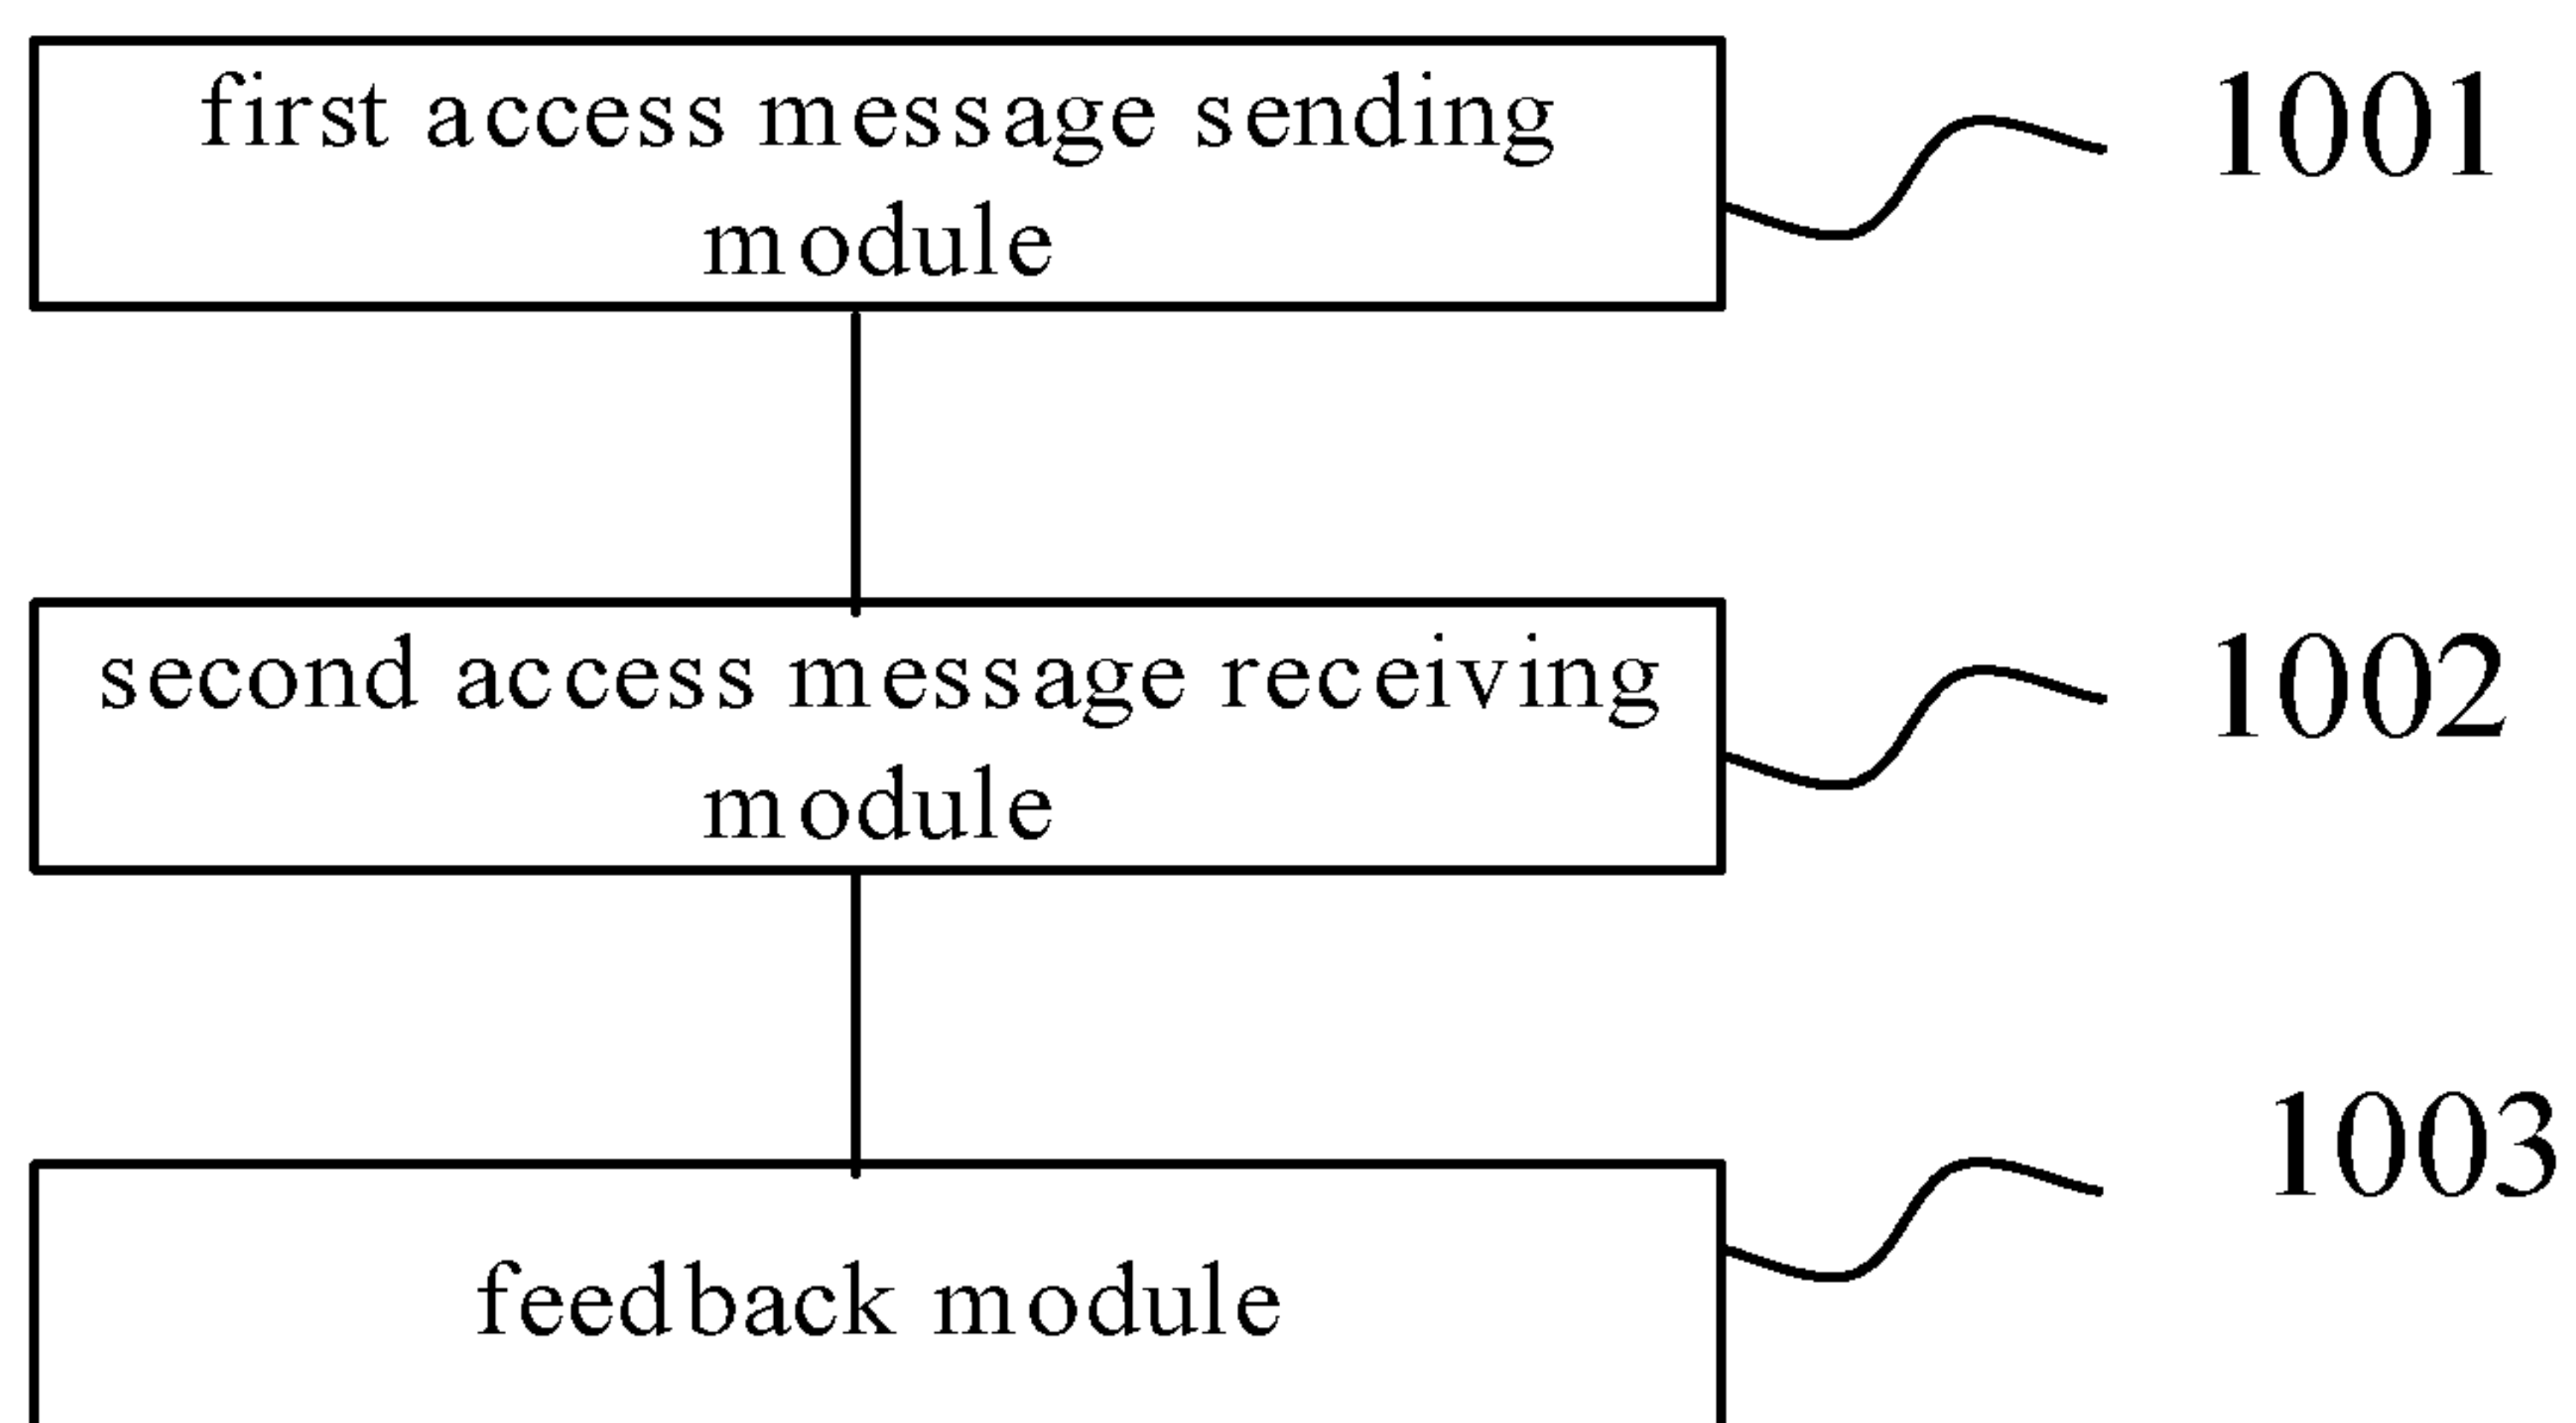 first access message sending
module
1001
second access message receiving
module
1002
1003
feedback module